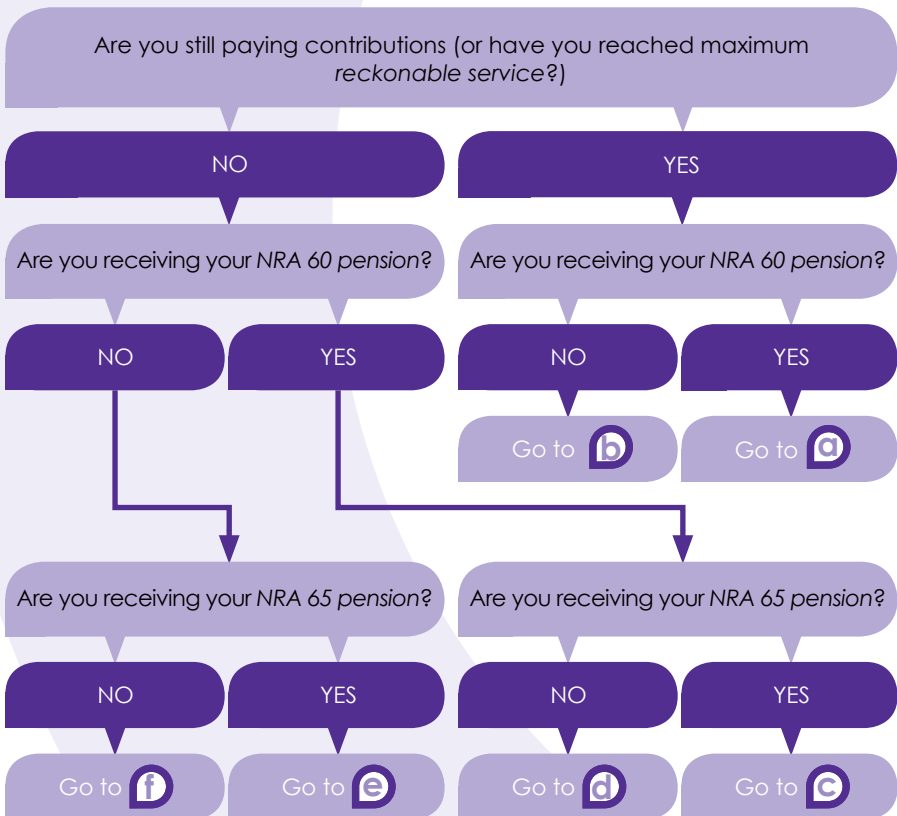 Are you still paying contributions (or have you reached maximum
reckonable service?)
NO
YES
Are you receiving your NRA 60 pension?
Are you receiving your NRA 60 pension?
NO
YES
NO
YES
Go to b
Go to a
Are you receiving your NRA 65 pension?
Are you receiving your NRA 65 pension?
NO
YES
NO
YES
Go to f
Go to e
Go to d
Go to c